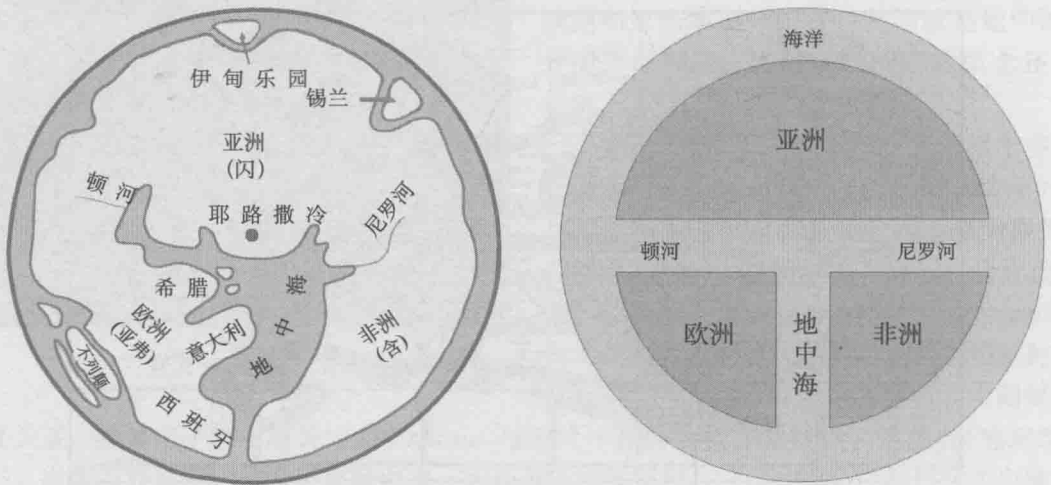 伊甸乐园
锡兰
亚洲
(闪)
顿河
耶路撒冷
尼罗河
希腊
欧洲
(亚弗)
意大利
地中海
非洲
(含)
不列颠
西班牙
海洋
亚洲
顿河
尼罗河
欧洲
地中海
非洲